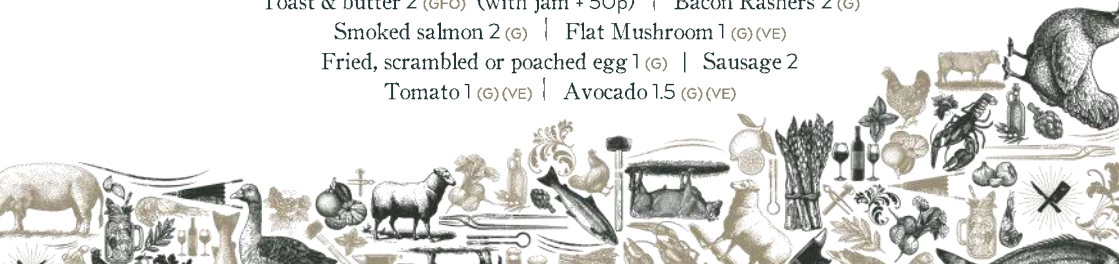 Toast & butter 2 (GFO) (with jam + 50p) | Bacon Rashers 2 (G)
Smoked salmon 2 (G) | Flat Mushroom 1 (G)(VE)
Fried, scrambled or poached egg 1 (G) | Sausage 2
Tomato 1 (G)(VE) | Avocado 1.5 (G)(VE)